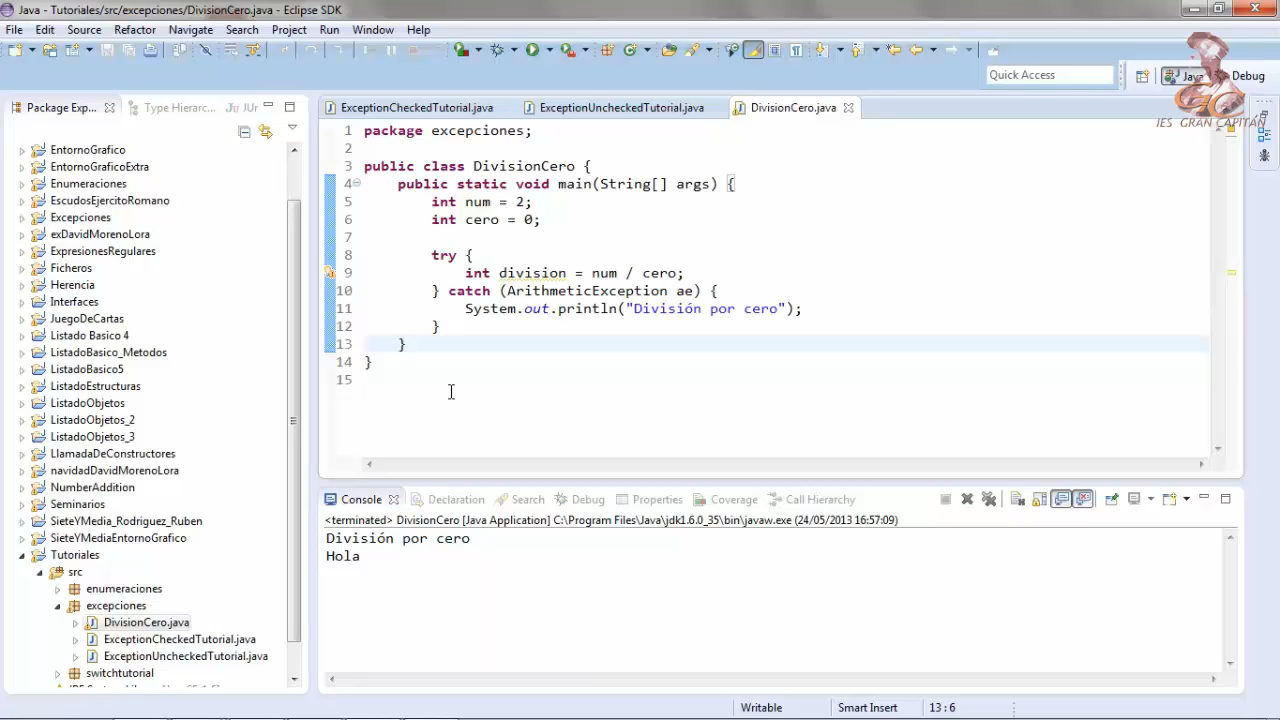 Java - Tutoriales/src/excepciones/DivisionCero.java - Eclipse SDK
File Edit Source Refactor Navigate Search Project Run Window Help
Quick Access Java Debug
IES GRAN CAPITÁN
Package Exp... Type Hierarc... JUr
ExceptionCheckedTutorial.java ExceptionUncheckedTutorial.java DivisionCero.java
EntornoGrafico
EntornoGraficoExtra
Enumeraciones
EscudosEjercitoRomano
Excepciones
exDavidMorenoLora
ExpresionesRegulares
Ficheros
Herencia
Interfaces
JuegoDeCartas
Listado Basico 4
ListadoBasico_Metodos
ListadoBasico5
ListadoEstructuras
ListadoObjetos
ListadoObjetos_2
ListadoObjetos_3
LlamadaDeConstructores
navidadDavidMorenoLora
NumberAddition
Seminarios
SieteYMedia_Rodriguez_Ruben
SieteYMediaEntornoGrafico
Tutoriales
src
enumeraciones
excepciones
DivisionCero.java
ExceptionCheckedTutorial.java
ExceptionUncheckedTutorial.java
switchtutorial
1 package excepciones;
2
3 public class DivisionCero {
4 public static void main(String[] args) {
5 int num = 2;
6 int cero = 0;
7
8 try {
9 int division = num / cero;
10 } catch (ArithmeticException ae) {
11 System.out.println("División por cero");
12 }
13 }
14 }
15
Console Declaration Search Debug Properties Coverage Call Hierarchy
<terminated> DivisionCero [Java Application] C:\Program Files\Java\jdk1.6.0_35\bin\javaw.exe (24/05/2013 16:57:09)
División por cero
Hola
Writable Smart Insert 13 : 6